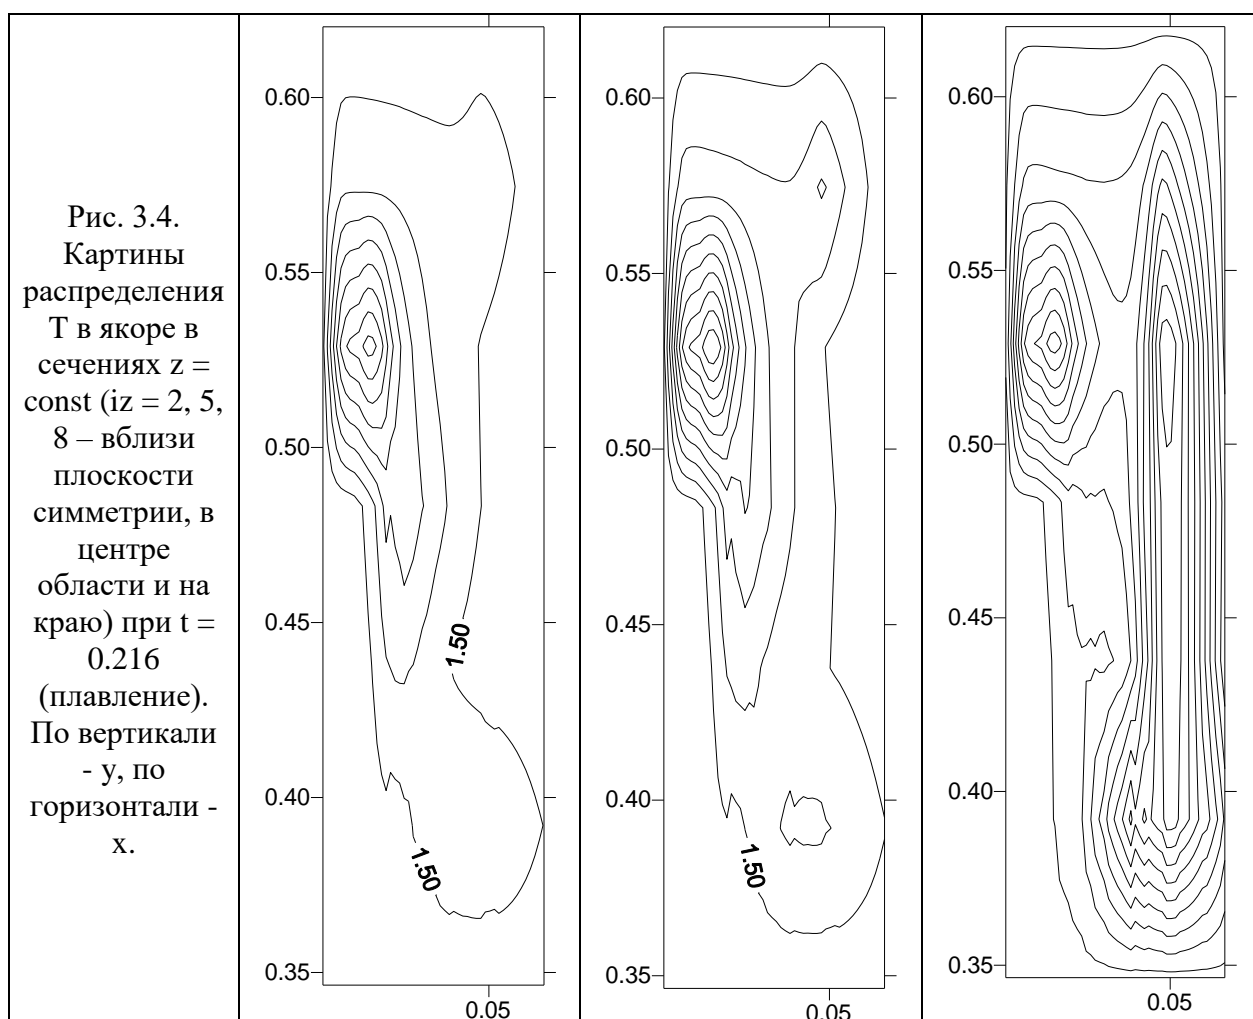 Рис. 3.4.
Картины
распределения
Т в якоре в
сечениях z =
const (iz = 2, 5,
8 – вблизи
плоскости
симметрии, в
центре
области и на
краю) при t =
0.216
(плавление).
По вертикали
- y, по
горизонтали -
x.
0.60
0.55
0.50
0.45
0.40
0.35
0.05
1.50
1.50
0.60
0.55
0.50
0.45
0.40
0.35
0.05
1.50
0.60
0.55
0.50
0.45
0.40
0.35
0.05